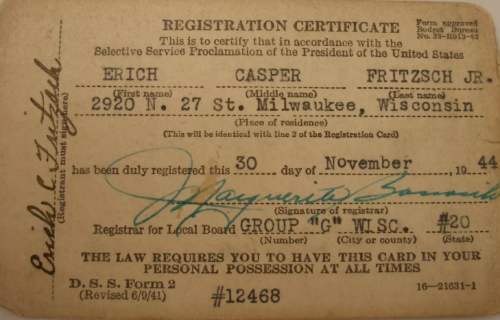 REGISTRATION CERTIFICATE
Form approved
Budget Bureau
No. 33-R013-42
This is to certify that in accordance with the
Selective Service Proclamation of the President of the United States
ERICH CASPER FRITZSCH JR.
(First name) (Middle name) (Last name)
2920 N. 27 St. Milwaukee, Wisconsin
(Place of residence)
(This will be identical with line 2 of the Registration Card)
has been duly registered this 30 day of November, 1944
Marguerite
(Signature of registrar)
Registrar for Local Board GROUP "G" WISC. #20
(Number) (City or county) (State)
THE LAW REQUIRES YOU TO HAVE THIS CARD IN YOUR
PERSONAL POSSESSION AT ALL TIMES
D. S. S. Form 2
(Revised 6/9/41)
#12468
16—21631-1
Erich C Fritzsch
(Registrant must sign here)